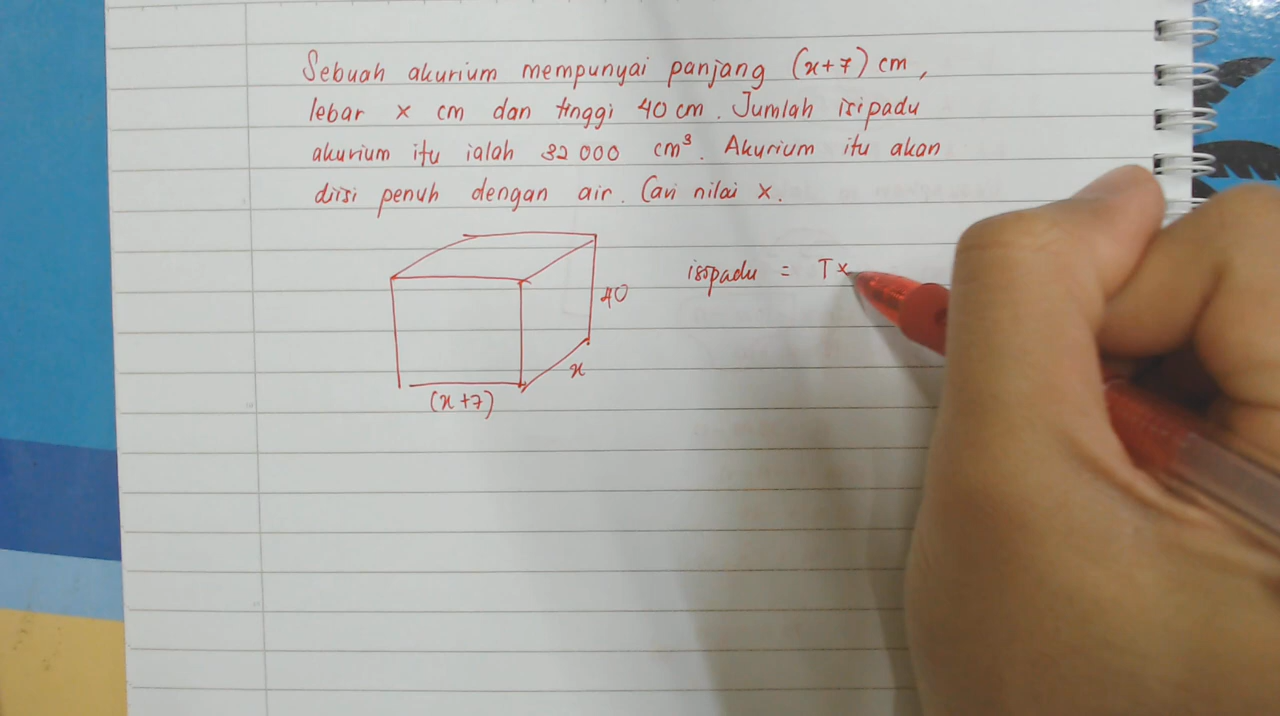 Sebuah akurium mempunyai panjang (x+7) cm,
lebar x cm dan tinggi 40 cm. Jumlah isipadu
akurium itu ialah 32 000 cm³. Akurium itu akan
diisi penuh dengan air. Cari nilai x.
isipadu = T x
40
x
(x+7)